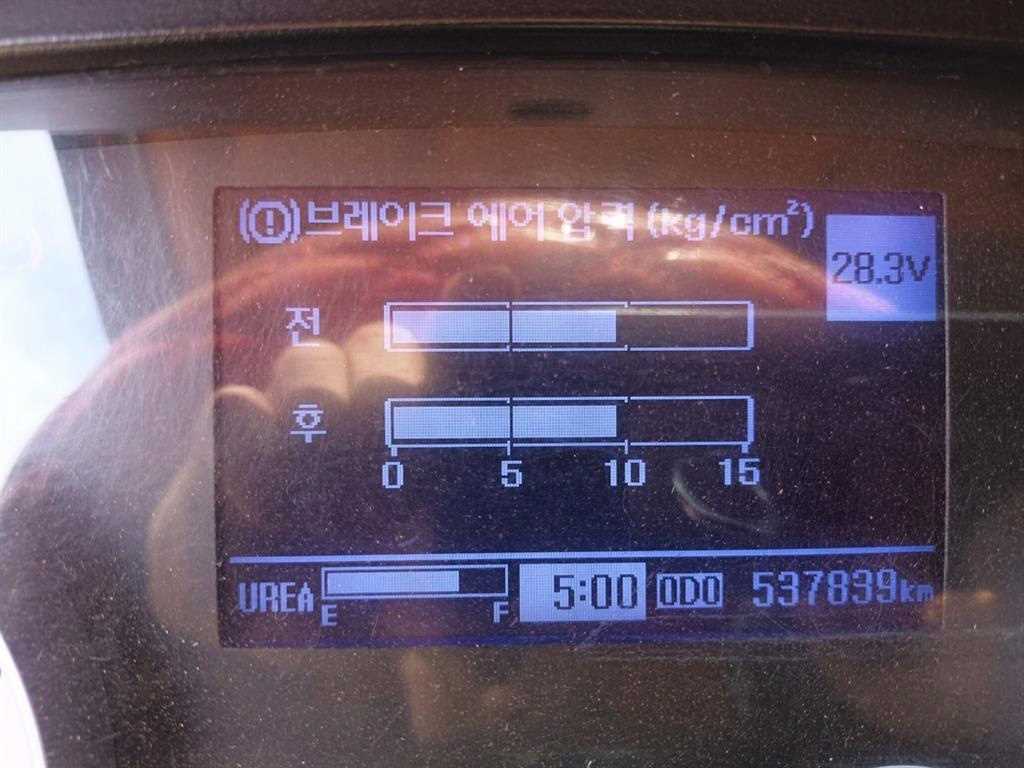 (!) 브레이크 에어 압력 (kg/cm²)
28.3V
전
후
0 5 10 15
UREA E F 5:00 ODO 537839km